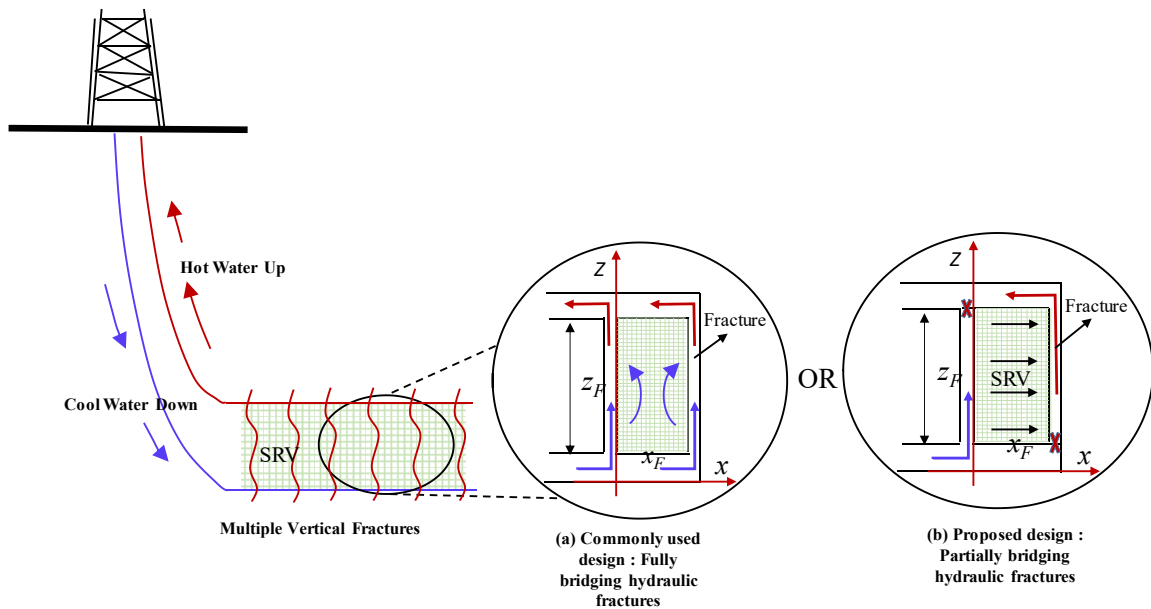 Hot Water Up
Cool Water Down
SRV
Multiple Vertical Fractures
z
Fracture
z_F
x_F
x
(a) Commonly used
design : Fully
bridging hydraulic
fractures
OR
z
Fracture
z_F
SRV
x_F
x
(b) Proposed design :
Partially bridging
hydraulic fractures